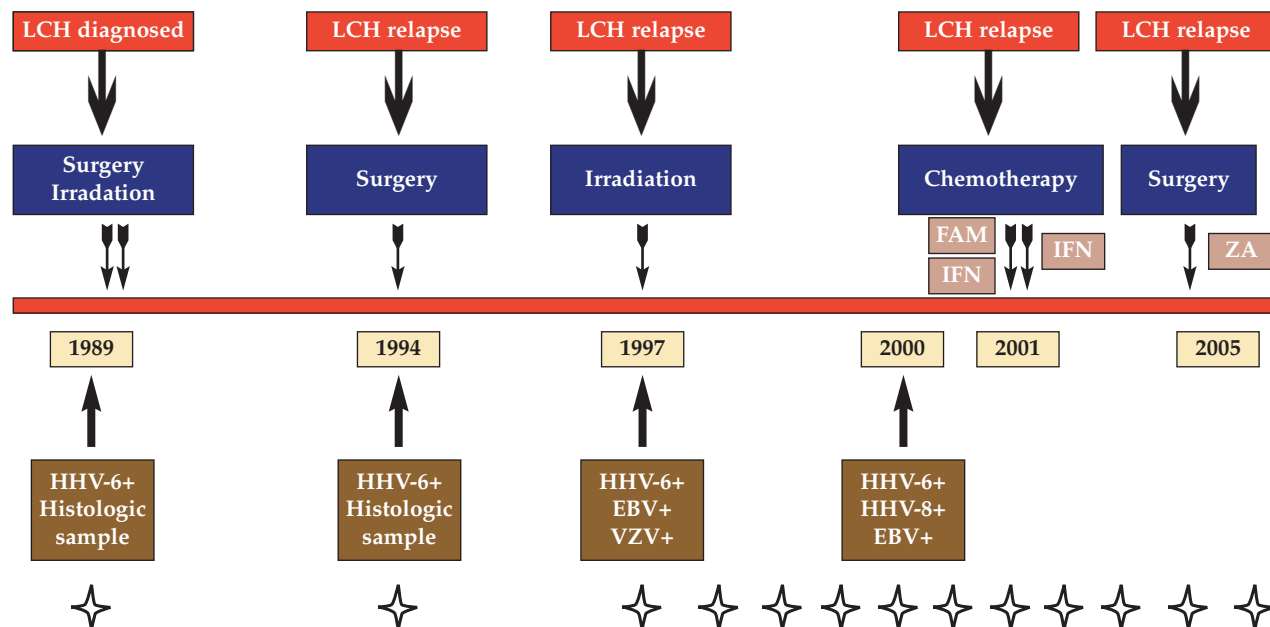 LCH diagnosed
LCH relapse
LCH relapse
LCH relapse
LCH relapse
Surgery
Irradation
Surgery
Irradiation
Chemotherapy
Surgery
FAM
IFN
IFN
ZA
1989
1994
1997
2000
2001
2005
HHV-6+
Histologic
sample
HHV-6+
Histologic
sample
HHV-6+
EBV+
VZV+
HHV-6+
HHV-8+
EBV+